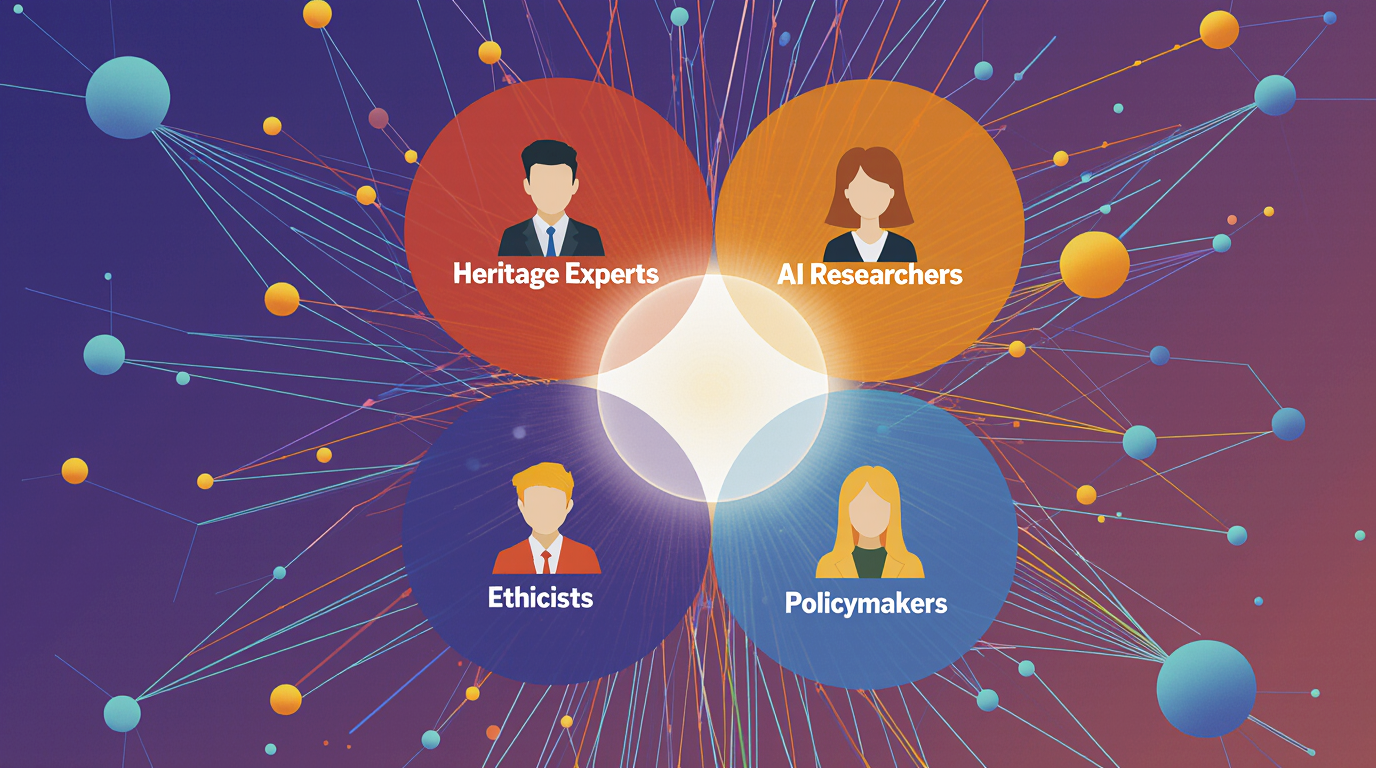 Heritage Experts
AI Researchers
Ethicists
Policymakers